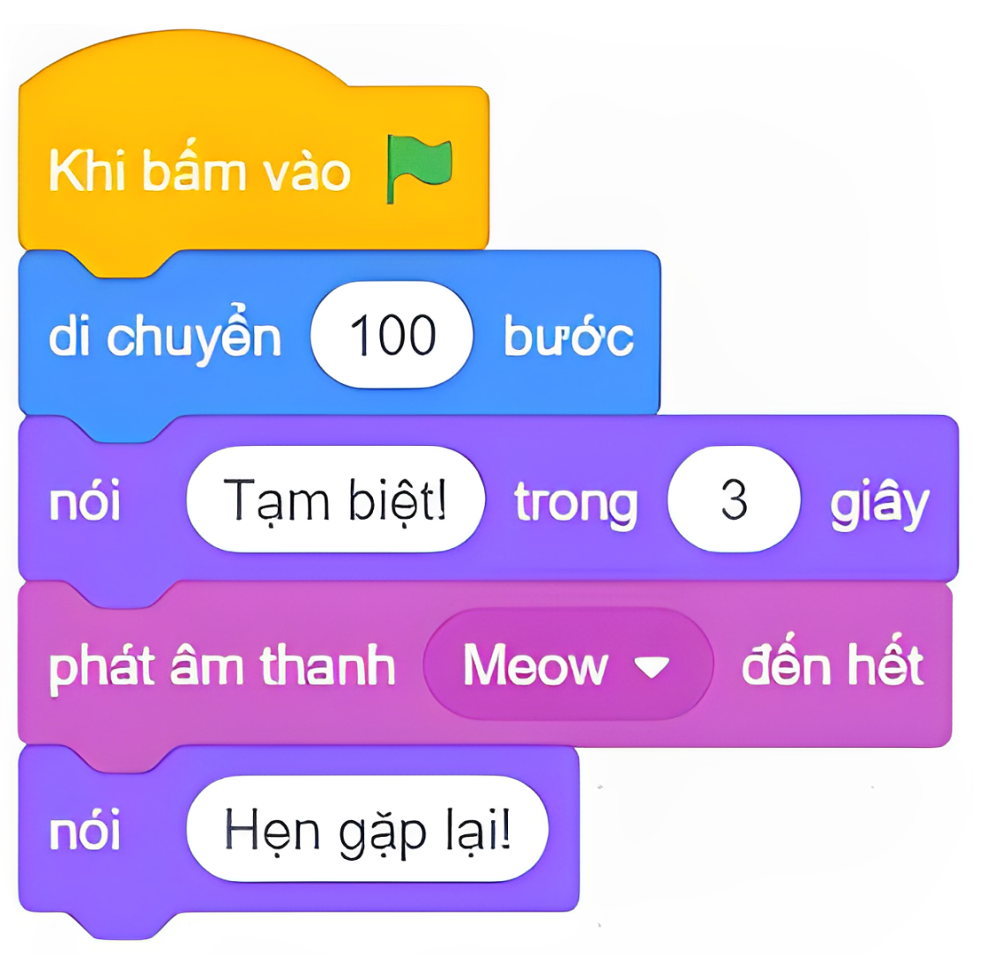 Khi bấm vào
di chuyển 100 bước
nói Tạm biệt! trong 3 giây
phát âm thanh Meow đến hết
nói Hẹn gặp lại!